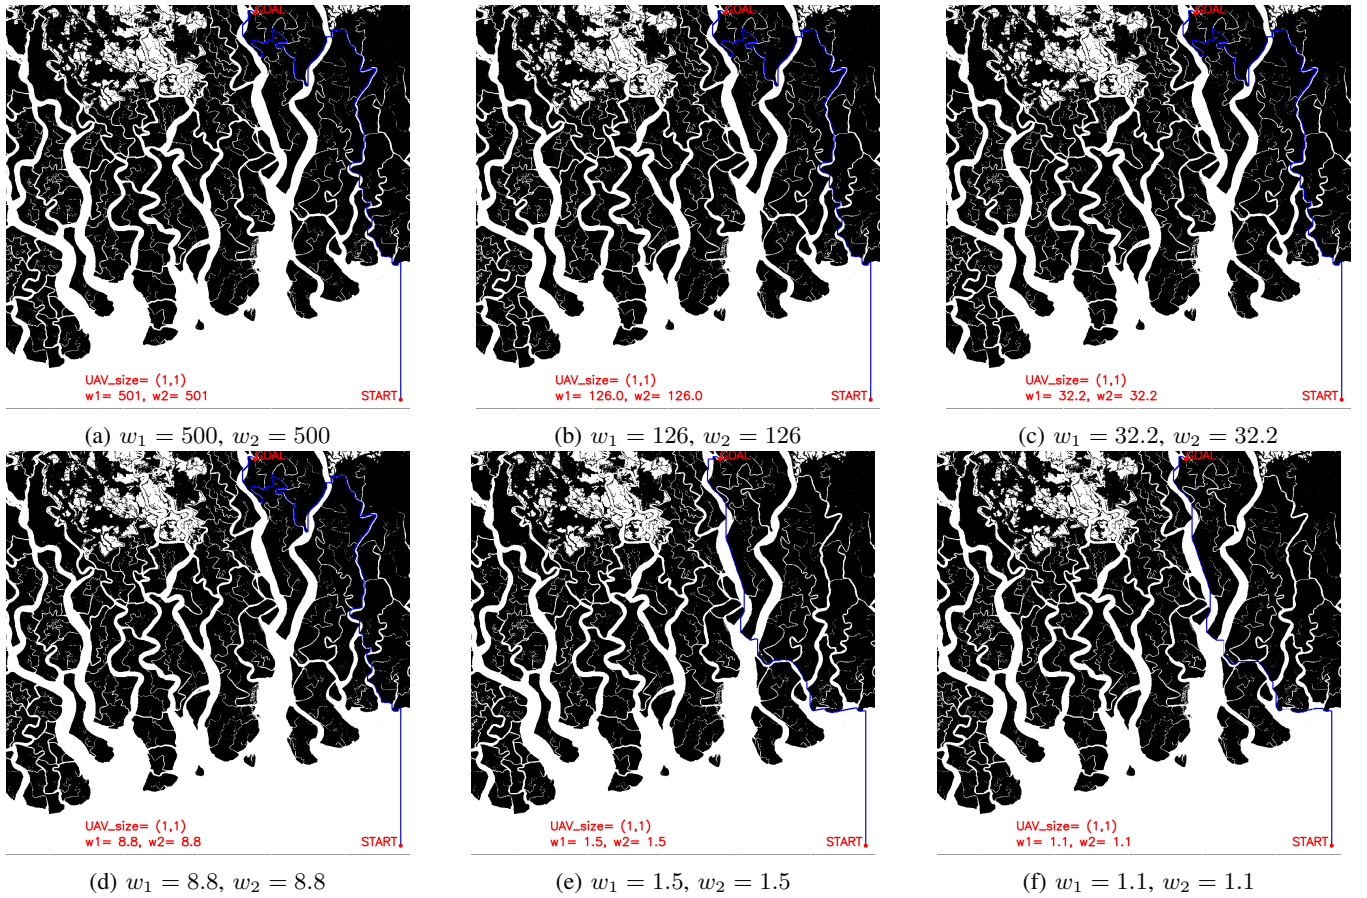 GOAL
UAV_size= (1,1)
w1= 501, w2= 501
START
(a) w₁ = 500, w₂ = 500
GOAL
UAV_size= (1,1)
w1= 126.0, w2= 126.0
START
(b) w₁ = 126, w₂ = 126
GOAL
UAV_size= (1,1)
w1= 32.2, w2= 32.2
START
(c) w₁ = 32.2, w₂ = 32.2
GOAL
UAV_size= (1,1)
w1= 8.8, w2= 8.8
START
(d) w₁ = 8.8, w₂ = 8.8
GOAL
UAV_size= (1,1)
w1= 1.5, w2= 1.5
START
(e) w₁ = 1.5, w₂ = 1.5
GOAL
UAV_size= (1,1)
w1= 1.1, w2= 1.1
START
(f) w₁ = 1.1, w₂ = 1.1